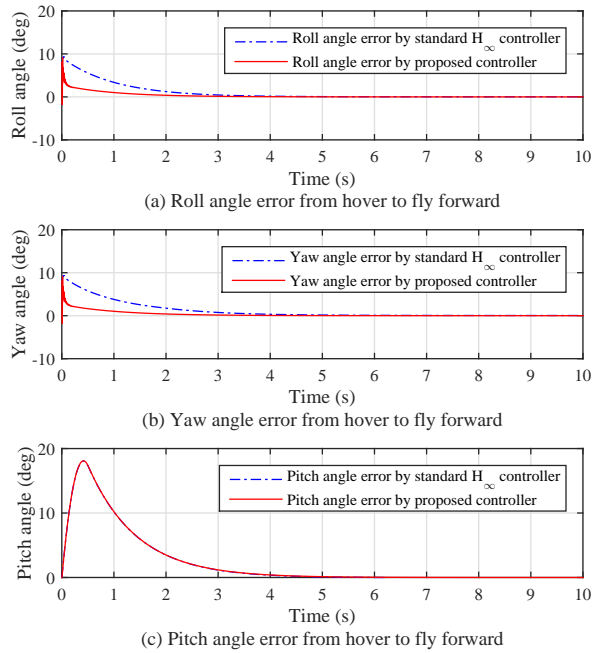 20
10
0
-10
Roll angle (deg)
Roll angle error by standard H∞ controller
Roll angle error by proposed controller
0 1 2 3 4 5 6 7 8 9 10
Time (s)
(a) Roll angle error from hover to fly forward
20
10
0
-10
Yaw angle (deg)
Yaw angle error by standard H∞ controller
Yaw angle error by proposed controller
0 1 2 3 4 5 6 7 8 9 10
Time (s)
(b) Yaw angle error from hover to fly forward
20
10
0
Pitch angle (deg)
Pitch angle error by standard H∞ controller
Pitch angle error by proposed controller
0 1 2 3 4 5 6 7 8 9 10
Time (s)
(c) Pitch angle error from hover to fly forward